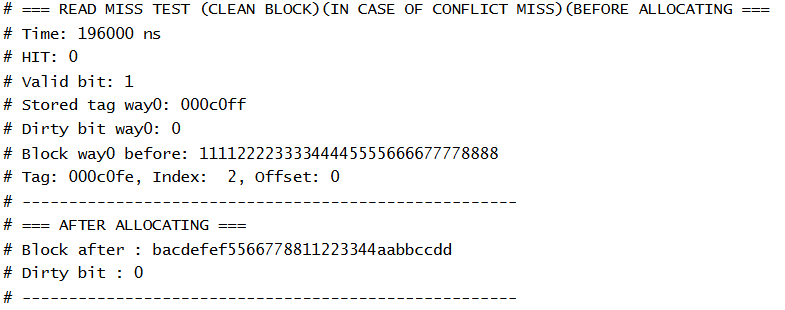 # === READ MISS TEST (CLEAN BLOCK)(IN CASE OF CONFLICT MISS)(BEFORE ALLOCATING ===
# Time: 196000 ns
# HIT: 0
# Valid bit: 1
# Stored tag way0: 000c0ff
# Dirty bit way0: 0
# Block way0 before: 11112222333344445555666677778888
# Tag: 000c0fe, Index:  2, Offset: 0
# -----------------------------------------------------
# === AFTER ALLOCATING ===
# Block after : bacdefef5566778811223344aabbccdd
# Dirty bit : 0
# -----------------------------------------------------